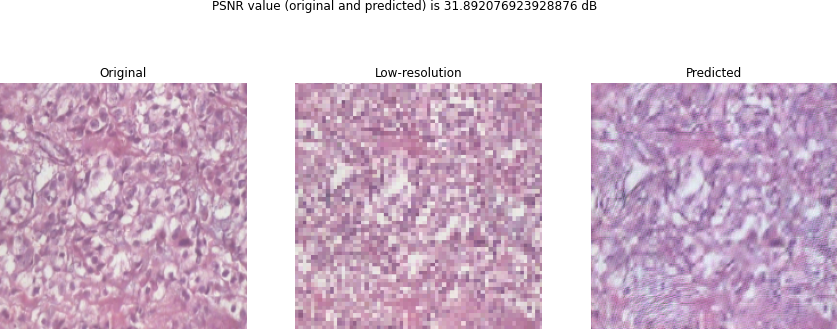 PSNR value (original and predicted) is 31.892076923928876 dB
Original
Low-resolution
Predicted